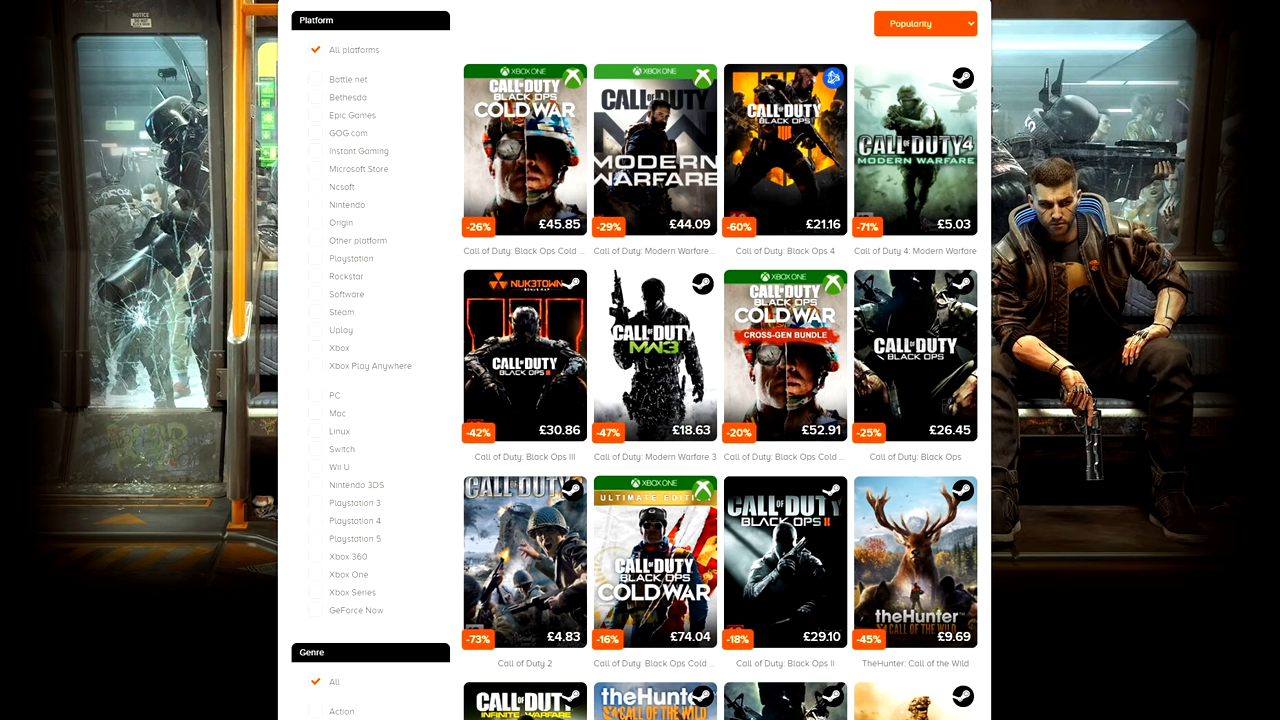 Platform
All platforms
Battle net
Bethesda
Epic Games
GOG com
Instant Gaming
Microsoft Store
Ncsoft
Nintendo
Origin
Other platform
Playstation
Rockstar
Software
Steam
Uplay
Xbox
Xbox Play Anywhere
PC
Mac
Linux
Switch
Wii U
Nintendo 3DS
Playstation 3
Playstation 4
Playstation 5
Xbox 360
Xbox One
Xbox Series
GeForce Now
Genre
All
Action
Popularity
XBOX ONE
CALL OF DUTY
BLACK OPS
COLD WAR
-26%
£45.85
Call of Duty: Black Ops Cold ...
XBOX ONE
CALL OF DUTY
MODERN
WARFARE
-29%
£44.09
Call of Duty: Modern Warfare...
CALL OF DUTY
BLACK OPS
IIII
-60%
£21.16
Call of Duty: Black Ops 4
CALL OF DUTY 4
MODERN WARFARE
-71%
£5.03
Call of Duty 4: Modern Warfare
NUK3TOWN
BONUS MAP
CALL OF DUTY
BLACK OPS III
-42%
£30.86
Call of Duty: Black Ops III
CALL OF DUTY
MW3
-47%
£18.63
Call of Duty: Modern Warfare 3
XBOX ONE
CALL OF DUTY
BLACK OPS
COLD WAR
CROSS-GEN BUNDLE
-20%
£52.91
Call of Duty: Black Ops Cold ...
CALL OF DUTY
BLACK OPS
-25%
£26.45
Call of Duty: Black Ops
CALL OF DUTY 2
-73%
£4.83
Call of Duty 2
XBOX ONE
ULTIMATE EDITION
CALL OF DUTY
BLACK OPS
COLD WAR
-16%
£74.04
Call of Duty: Black Ops Cold ...
CALL OF DUTY
BLACK OPS II
-18%
£29.10
Call of Duty: Black Ops II
theHunter
CALL OF THE WILD
-45%
£9.69
TheHunter: Call of the Wild
CALL OF DUTY
INFINITE WARFARE
theHunter
CALL OF THE WILD
NOTICE